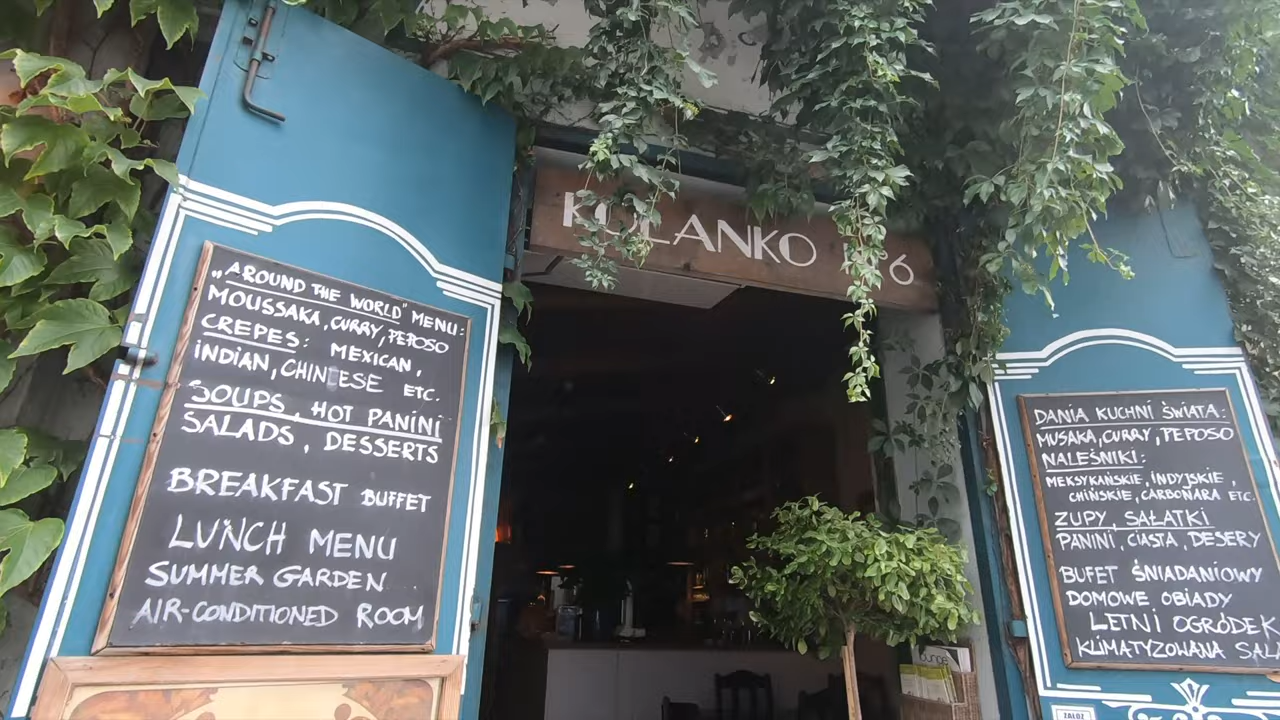 „AROUND THE WORLD" MENU:
MOUSSAKA, CURRY, PEPOSO
CREPES: MEXICAN,
INDIAN, CHINESE ETC.
SOUPS, HOT PANINI
SALADS, DESSERTS
BREAKFAST BUFFET
LUNCH MENU
SUMMER GARDEN
AIR-CONDITIONED ROOM
KOLANKO №6
DANIA KUCHNI ŚWIATA:
MUSAKA, CURRY, PEPOSO
NALEŚNIKI:
MEKSYKAŃSKIE, INDYJSKIE,
CHIŃSKIE, CARBONARA ETC.
ZUPY, SAŁATKI
PANINI, CIASTA, DESERY
BUFET ŚNIADANIOWY
DOMOWE OBIADY
LETNI OGRÓDEK
KLIMATYZOWANA SALA